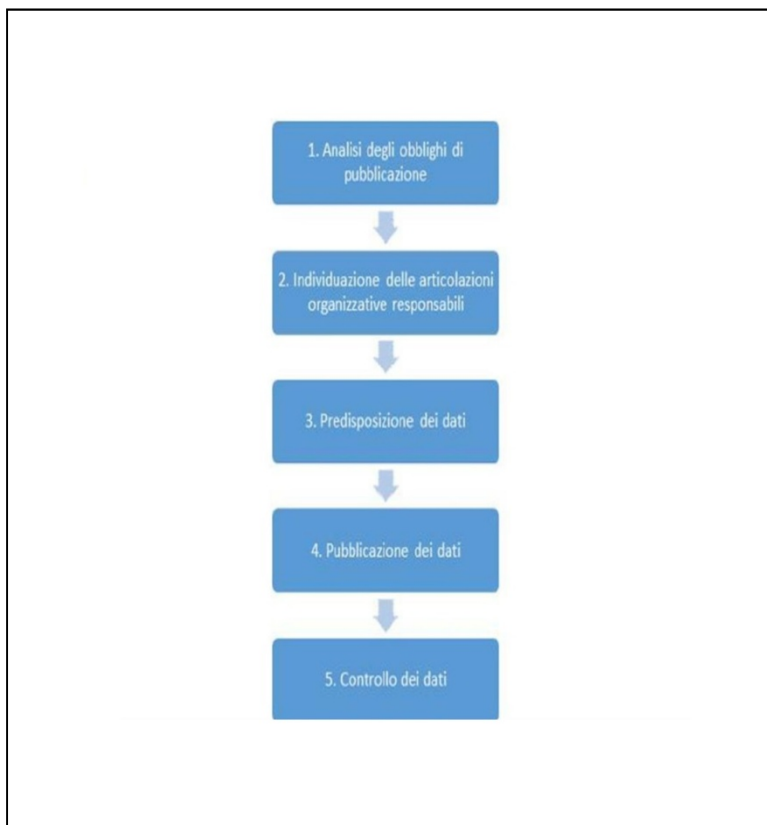 1. Analisi degli obblighi di
pubblicazione
2. Individuazione delle articolazioni
organizzative responsabili
3. Predisposizione dei dati
4. Pubblicazione dei dati
5. Controllo dei dati